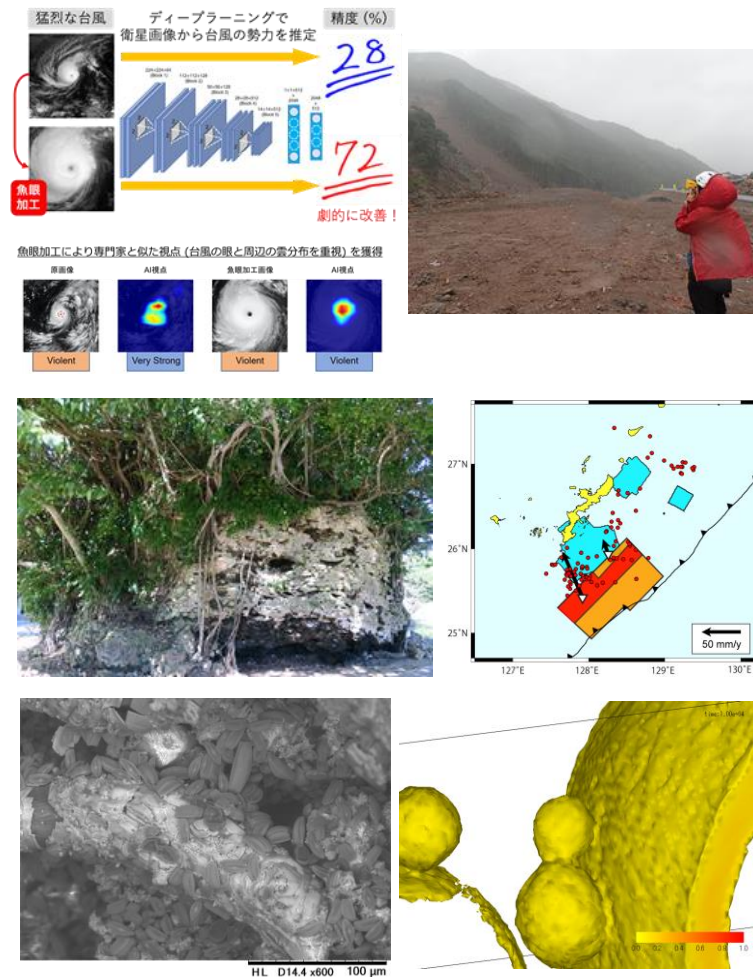 猛烈な台風
ディープラーニングで
衛星画像から台風の勢力を推定
精度 (%)
28
72
劇的に改善！
魚眼
加工
魚眼加工により専門家と似た視点 (台風の眼と周辺の雲分布を重視) を獲得
原画像
AI視点
魚眼加工画像
AI視点
Violent
Very Strong
Violent
Violent
27°N
26°N
25°N
127°E
128°E
129°E
130°E
50 mm/y
HL D14.4 x600 100 µm